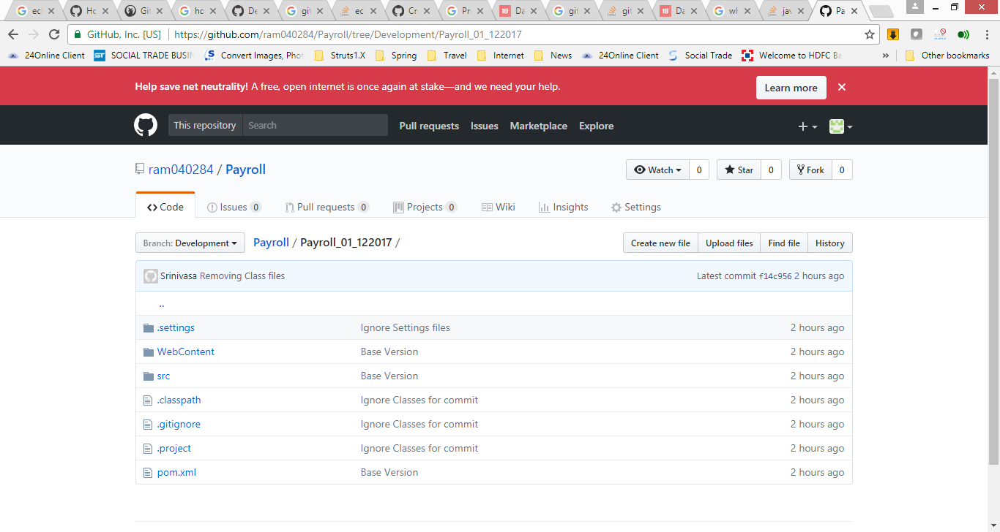 ec Ho Git ho De git ec Cr Pr Da git git Da wh jav Pa
GitHub, Inc. [US] https://github.com/ram040284/Payroll/tree/Development/Payroll_01_122017
24Online Client SOCIAL TRADE BUSIN Convert Images, Phot Struts1.X Spring Travel Internet News 24Online Client Social Trade Welcome to HDFC Ba » Other bookmarks
Help save net neutrality! A free, open internet is once again at stake—and we need your help. Learn more
This repository Search Pull requests Issues Marketplace Explore
ram040284 / Payroll Watch 0 Star 0 Fork 0
Code Issues 0 Pull requests 0 Projects 0 Wiki Insights Settings
Branch: Development Payroll / Payroll_01_122017 / Create new file Upload files Find file History
Srinivasa Removing Class files Latest commit f14c956 2 hours ago
..
.settings Ignore Settings files 2 hours ago
WebContent Base Version 2 hours ago
src Base Version 2 hours ago
.classpath Ignore Classes for commit 2 hours ago
.gitignore Ignore Classes for commit 2 hours ago
.project Ignore Classes for commit 2 hours ago
pom.xml Base Version 2 hours ago